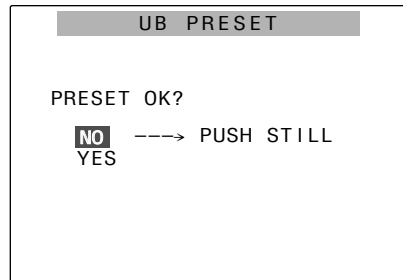 UB PRESET
PRESET OK?
NO ---→ PUSH STILL
YES